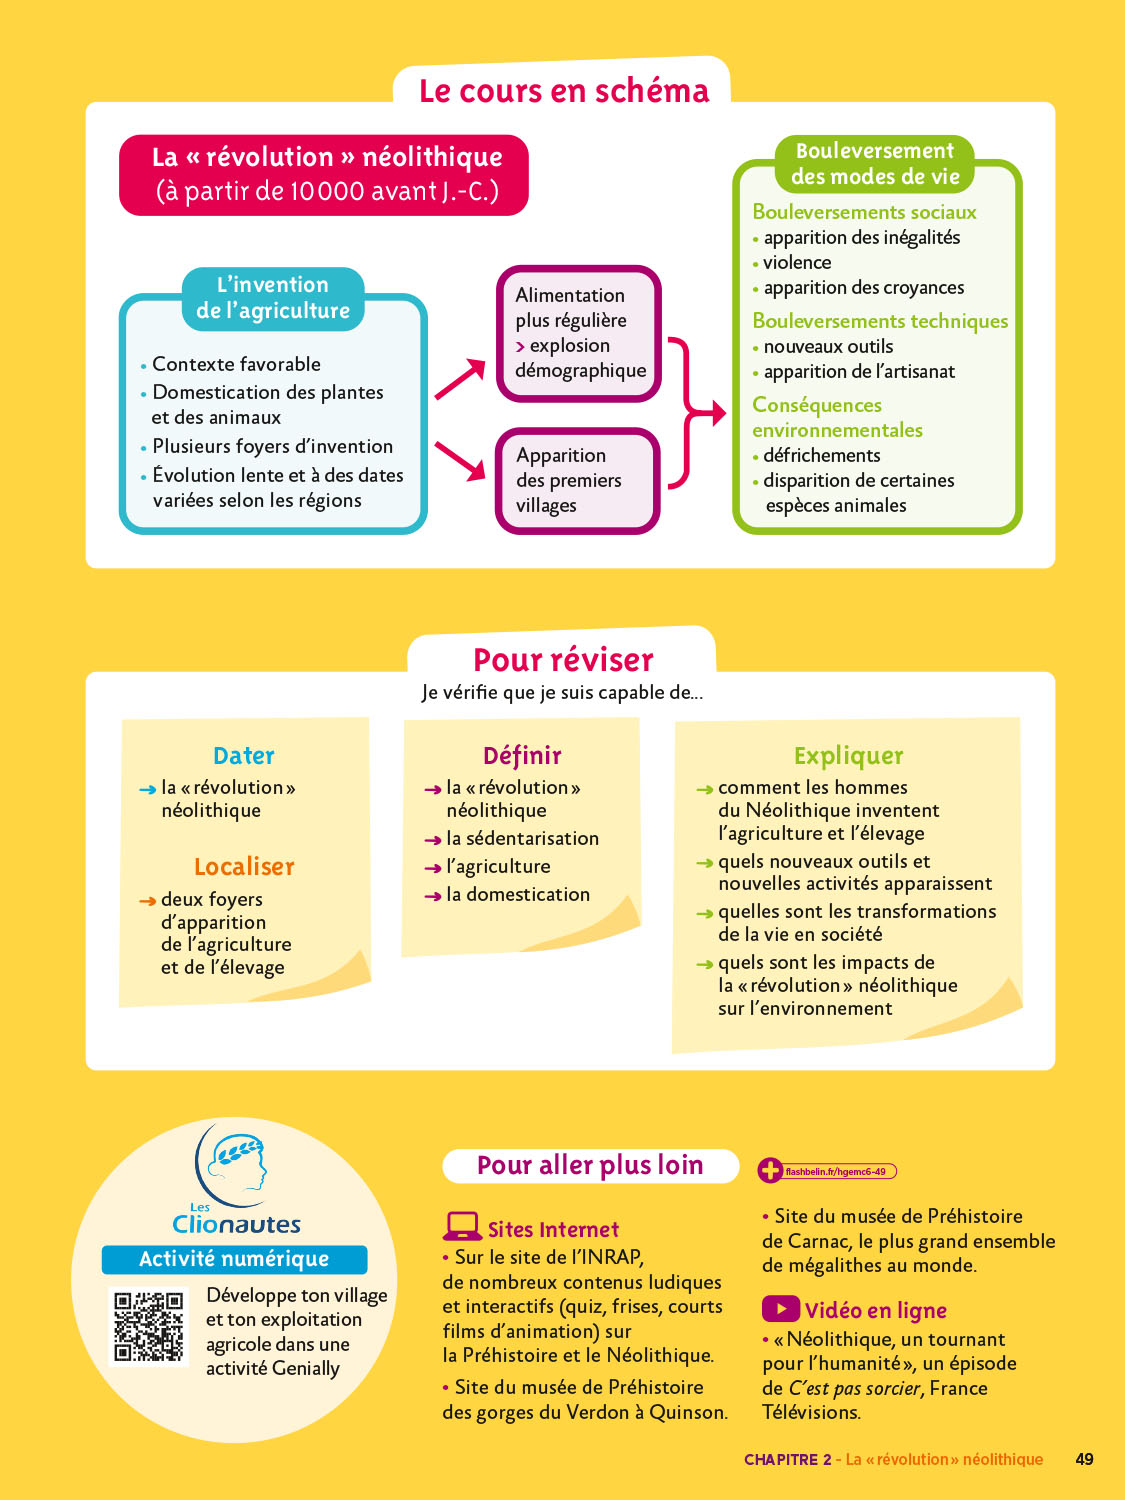 Le cours en schéma
La « révolution » néolithique
(à partir de 10 000 avant J.-C.)
L’invention
de l’agriculture
• Contexte favorable
• Domestication des plantes
et des animaux
• Plusieurs foyers d’invention
• Évolution lente et à des dates
variées selon les régions
Alimentation
plus régulière
> explosion
démographique
Apparition
des premiers
villages
Bouleversement
des modes de vie
Bouleversements sociaux
• apparition des inégalités
• violence
• apparition des croyances
Bouleversements techniques
• nouveaux outils
• apparition de l’artisanat
Conséquences
environnementales
• défrichements
• disparition de certaines
espèces animales
Pour réviser
Je vérifie que je suis capable de...
Dater
→ la « révolution »
néolithique
Localiser
→ deux foyers
d’apparition
de l’agriculture
et de l’élevage
Définir
→ la « révolution »
néolithique
→ la sédentarisation
→ l’agriculture
→ la domestication
Expliquer
→ comment les hommes
du Néolithique inventent
l’agriculture et l’élevage
→ quels nouveaux outils et
nouvelles activités apparaissent
→ quelles sont les transformations
de la vie en société
→ quels sont les impacts de
la « révolution » néolithique
sur l’environnement
Les
Clionautes
Activité numérique
Développe ton village
et ton exploitation
agricole dans une
activité Genially
Pour aller plus loin
flashbelin.fr/hgemc6-49
Sites Internet
• Sur le site de l’INRAP,
de nombreux contenus ludiques
et interactifs (quiz, frises, courts
films d’animation) sur
la Préhistoire et le Néolithique.
• Site du musée de Préhistoire
des gorges du Verdon à Quinson.
• Site du musée de Préhistoire
de Carnac, le plus grand ensemble
de mégalithes au monde.
Vidéo en ligne
• « Néolithique, un tournant
pour l’humanité », un épisode
de C’est pas sorcier, France
Télévisions.
CHAPITRE 2 - La « révolution » néolithique 49